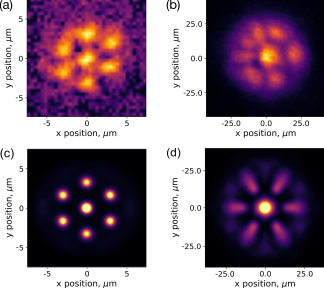 (a)
5
0
-5
y position, μm
-5
0
5
x position, μm
(b)
25.0
0.0
-25.0
y position, μm
-25.0
0.0
25.0
x position, μm
(c)
5
0
-5
y position, μm
-5
0
5
x position, μm
(d)
25.0
0.0
-25.0
y position, μm
-25.0
0.0
25.0
x position, μm